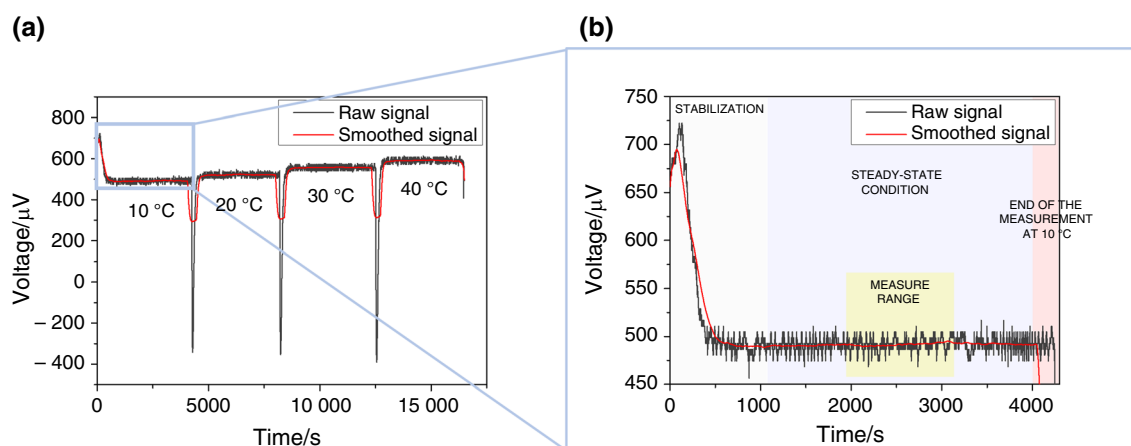 (a)
(b)
800
600
400
200
0
– 200
– 400
Voltage/µV
Raw signal
Smoothed signal
10 °C
20 °C
30 °C
40 °C
0
5000
10 000
15 000
Time/s
750
700
650
600
550
500
450
Voltage/µV
STABILIZATION
Raw signal
Smoothed signal
STEADY-STATE
CONDITION
END OF THE
MEASUREMENT
AT 10 °C
MEASURE
RANGE
0
1000
2000
3000
4000
Time/s